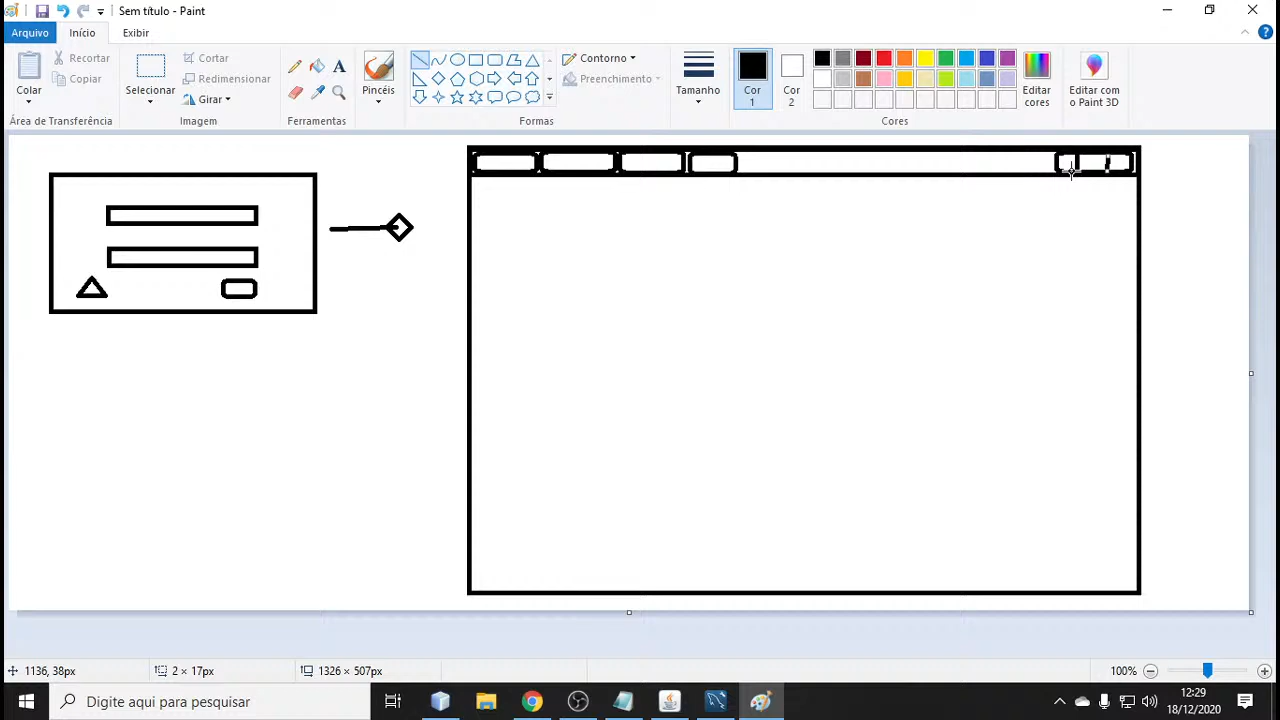 Sem título - Paint
Arquivo Início Exibir
Colar
Recortar
Copiar
Área de Transferência
Selecionar
Cortar
Redimensionar
Girar
Imagem
A
Ferramentas
Pincéis
Contorno
Preenchimento
Formas
Tamanho
Cor
1
Cor
2
Editar
cores
Cores
Editar com
o Paint 3D
1136, 38px 2 × 17px 1326 × 507px 100%
Digite aqui para pesquisar
12:29
18/12/2020